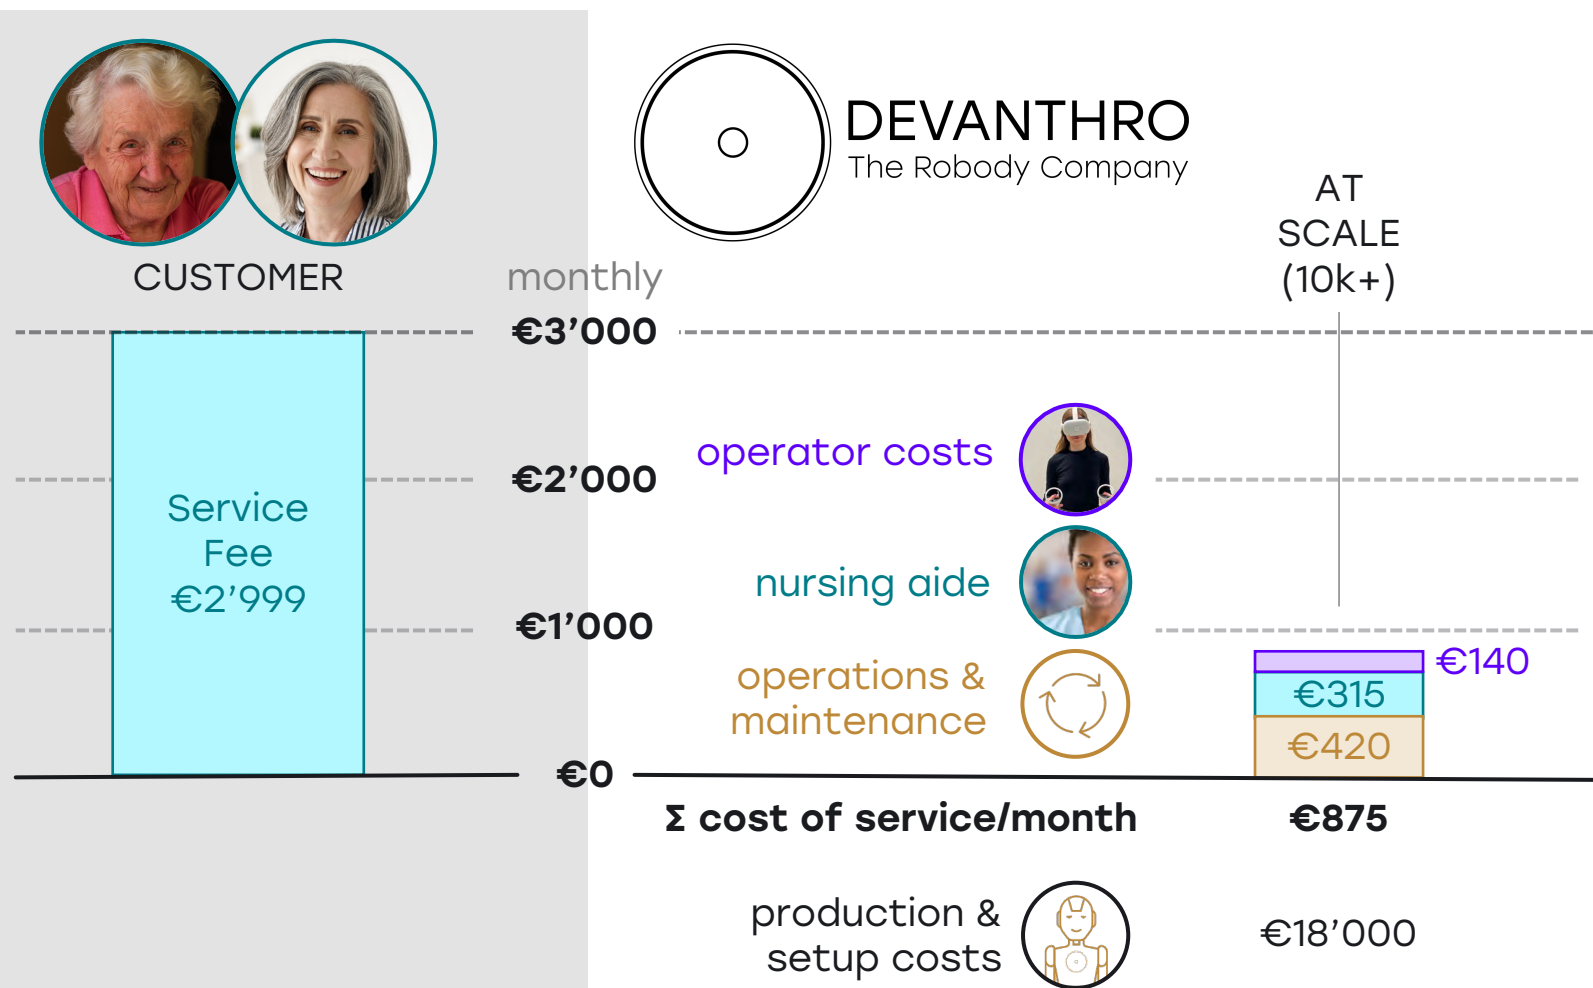 DEVANTHRO
The Robody Company
AT
SCALE
(10k+)
CUSTOMER
monthly
€3’000
operator costs
€2’000
Service
Fee
€2’999
nursing aide
€1’000
operations &
maintenance
€140
€315
€420
€0
Σ cost of service/month
€875
production &
setup costs
€18’000